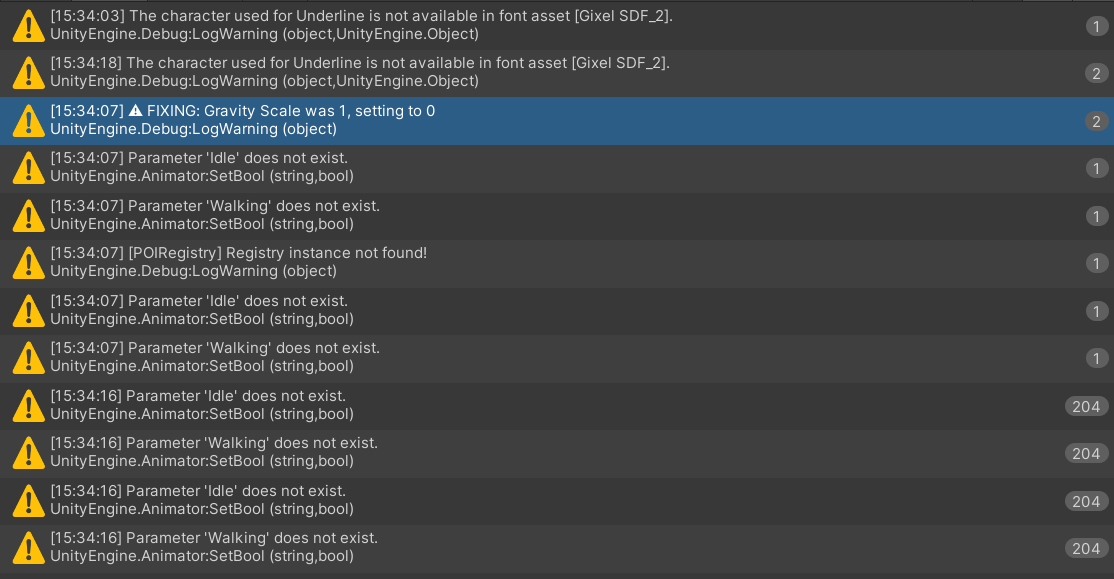 [15:34:03] The character used for Underline is not available in font asset [Gixel SDF_2].
UnityEngine.Debug:LogWarning (object,UnityEngine.Object)
1
[15:34:18] The character used for Underline is not available in font asset [Gixel SDF_2].
UnityEngine.Debug:LogWarning (object,UnityEngine.Object)
2
[15:34:07] ⚠ FIXING: Gravity Scale was 1, setting to 0
UnityEngine.Debug:LogWarning (object)
2
[15:34:07] Parameter 'Idle' does not exist.
UnityEngine.Animator:SetBool (string,bool)
1
[15:34:07] Parameter 'Walking' does not exist.
UnityEngine.Animator:SetBool (string,bool)
1
[15:34:07] [POIRegistry] Registry instance not found!
UnityEngine.Debug:LogWarning (object)
1
[15:34:07] Parameter 'Idle' does not exist.
UnityEngine.Animator:SetBool (string,bool)
1
[15:34:07] Parameter 'Walking' does not exist.
UnityEngine.Animator:SetBool (string,bool)
1
[15:34:16] Parameter 'Idle' does not exist.
UnityEngine.Animator:SetBool (string,bool)
204
[15:34:16] Parameter 'Walking' does not exist.
UnityEngine.Animator:SetBool (string,bool)
204
[15:34:16] Parameter 'Idle' does not exist.
UnityEngine.Animator:SetBool (string,bool)
204
[15:34:16] Parameter 'Walking' does not exist.
UnityEngine.Animator:SetBool (string,bool)
204